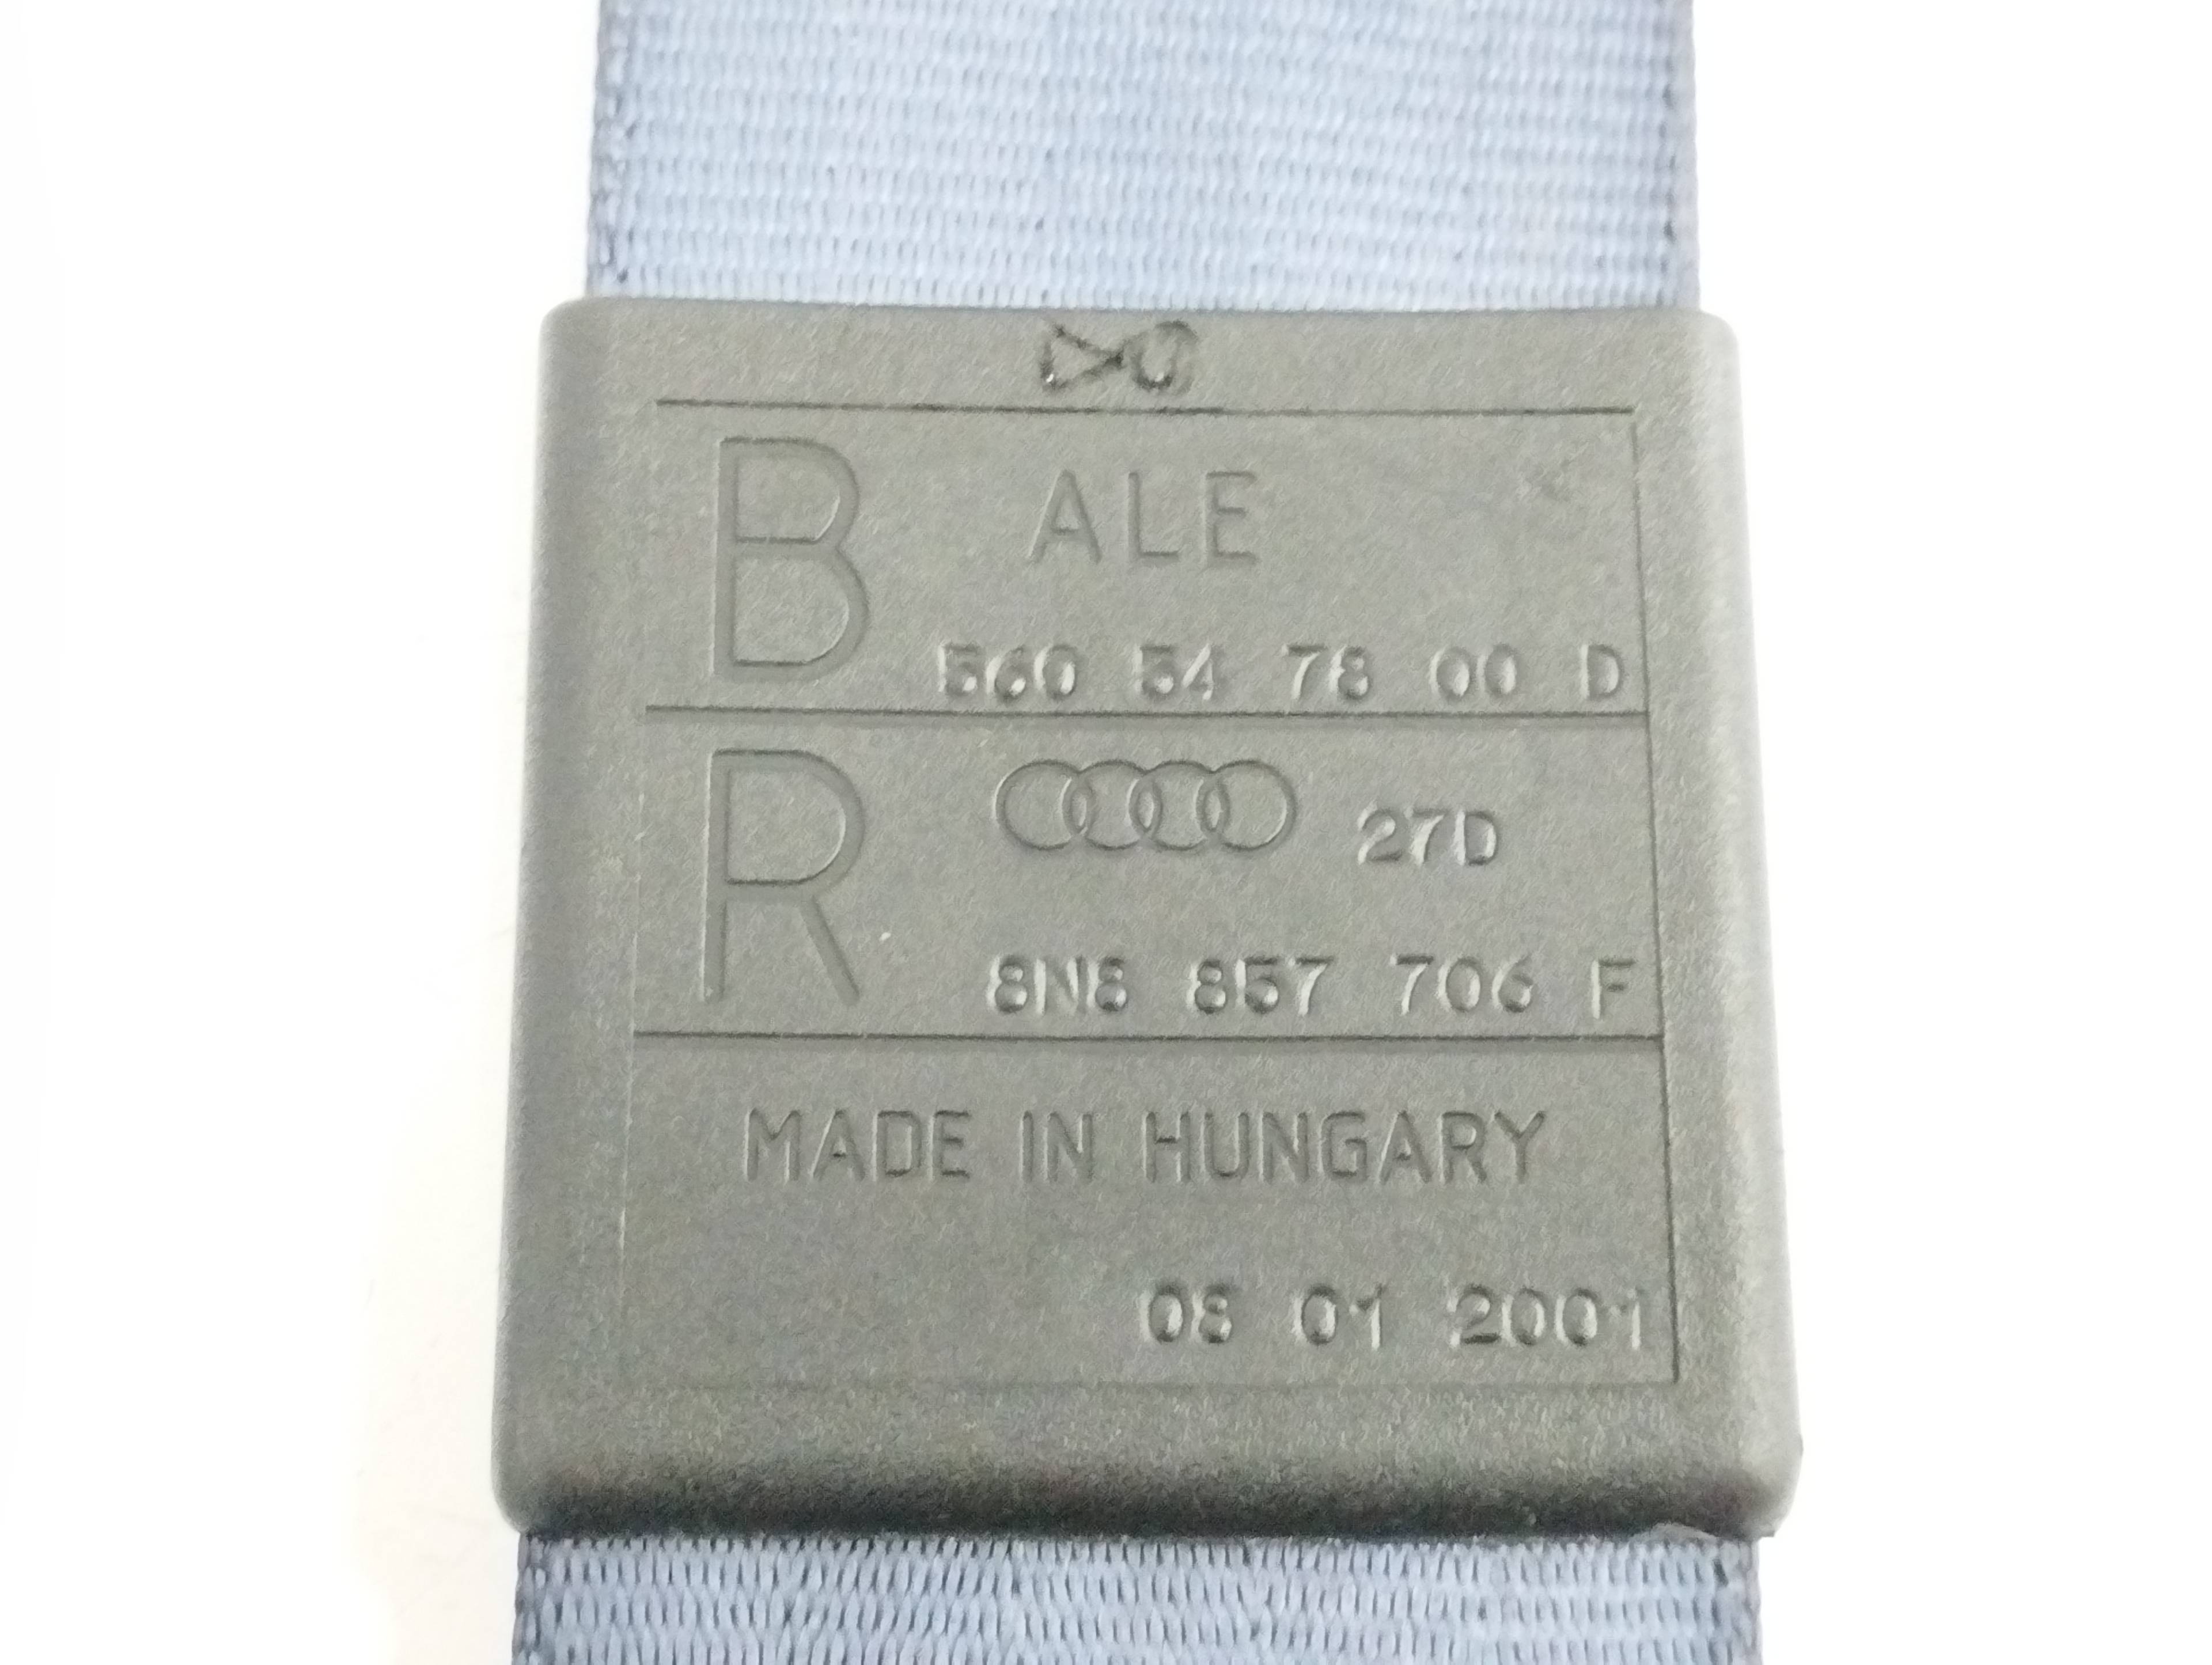 B ALE
560 54 78 00 D
R 27D
8N8 857 706 F
MADE IN HUNGARY
08 01 2001